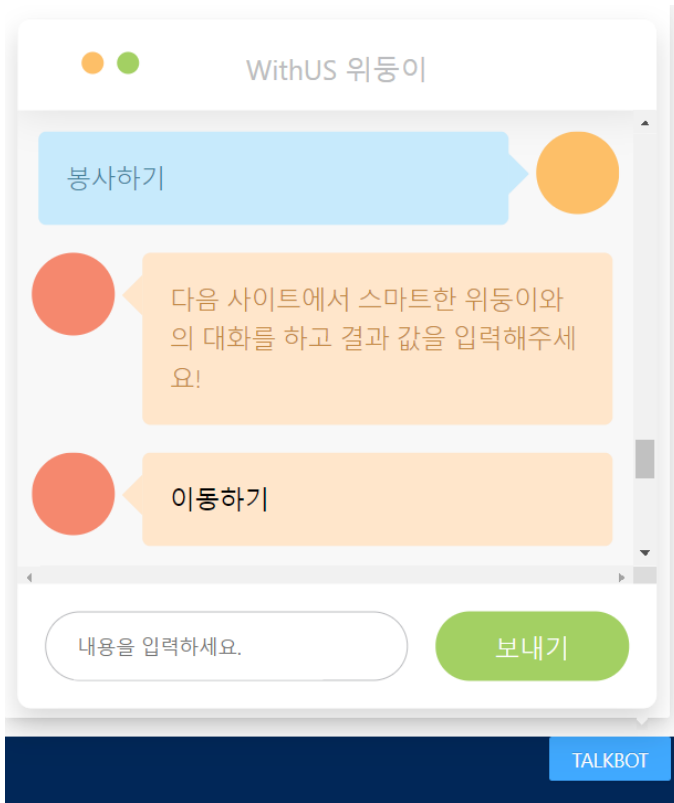 WithUS 위둥이
봉사하기
다음 사이트에서 스마트한 위둥이와
의 대화를 하고 결과 값을 입력해주세
요!
이동하기
내용을 입력하세요.
보내기
TALKBOT